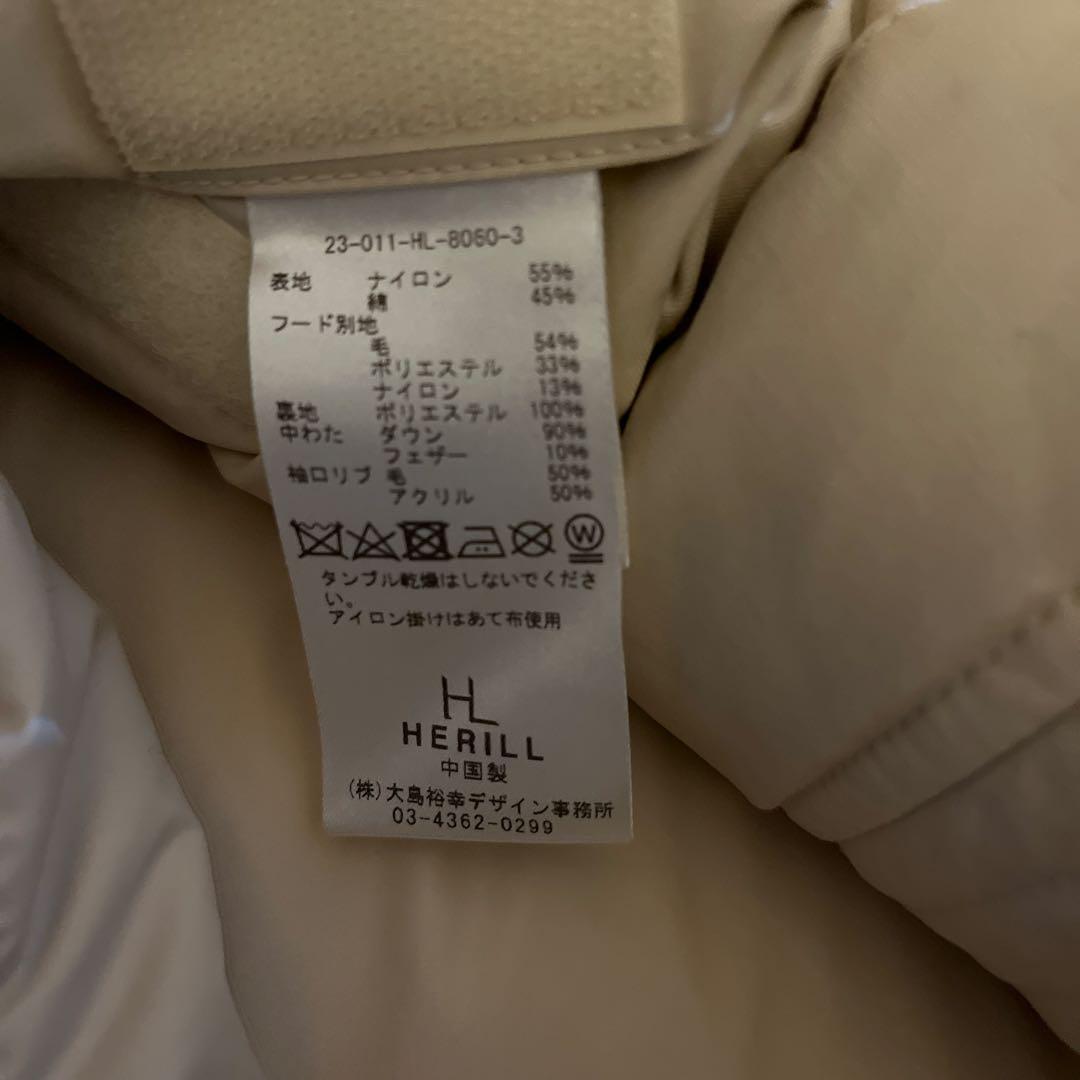 23-011-HL-8060-3
表地 ナイロン 55%
綿 45%
フード別地
毛 54%
ポリエステル 33%
ナイロン 13%
裏地 ポリエステル 100%
中わた ダウン 90%
フェザー 10%
袖口リブ 毛 50%
アクリル 50%
W
タンブル乾燥はしないでくださ
い。
アイロン掛けはあて布使用
HL
HERILL
中国製
(株)大島裕幸デザイン事務所
03-4362-0299